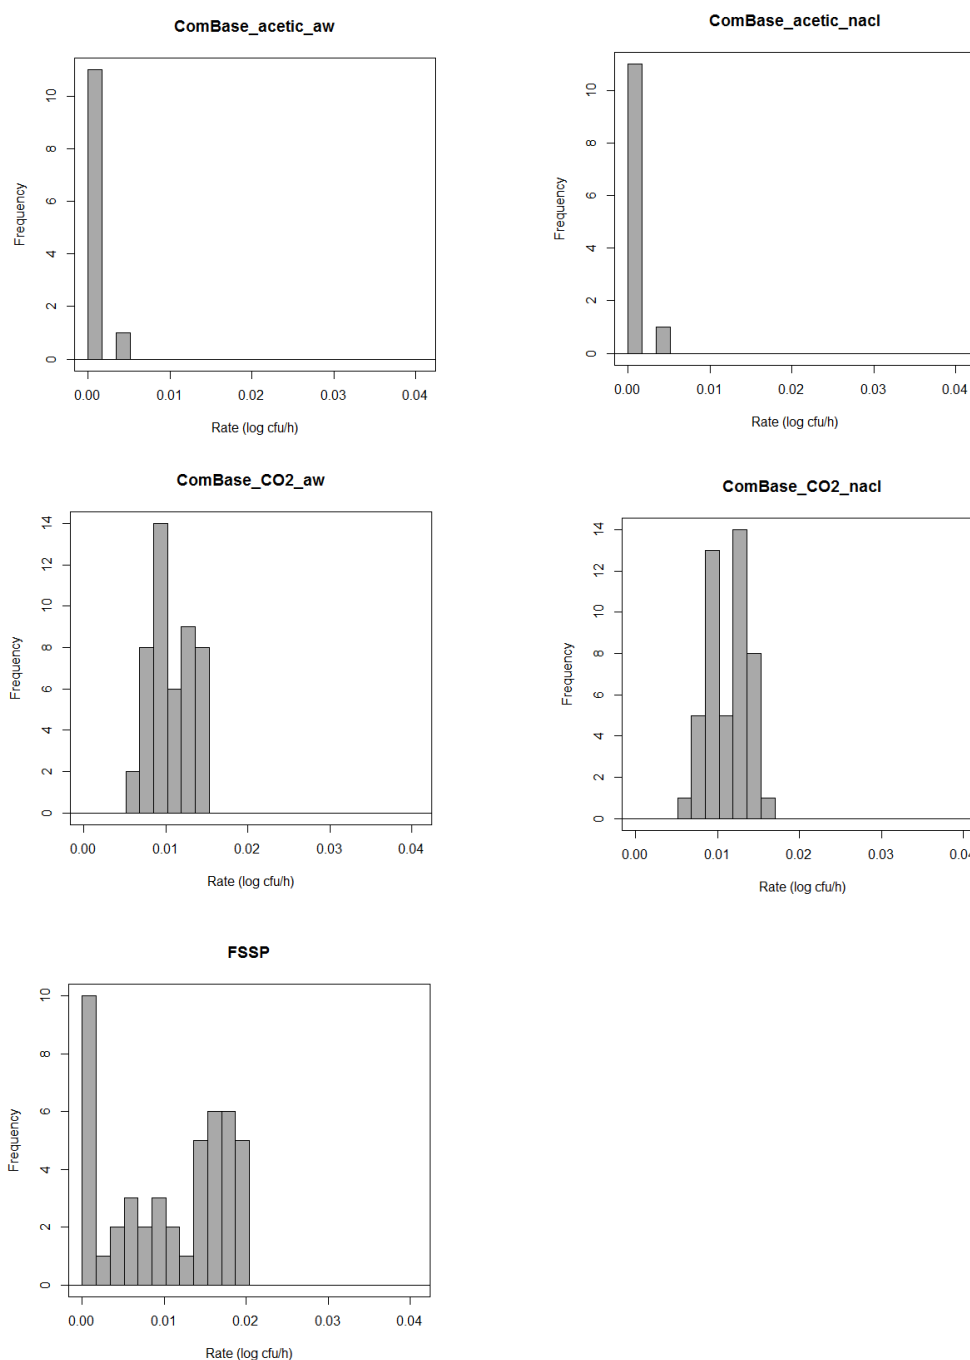 ComBase_acetic_aw
Frequency
0 2 4 6 8 10
0.00 0.01 0.02 0.03 0.04
Rate (log cfu/h)
ComBase_acetic_nacl
Frequency
0 2 4 6 8 10
0.00 0.01 0.02 0.03 0.04
Rate (log cfu/h)
ComBase_CO2_aw
Frequency
0 2 4 6 8 10 12 14
0.00 0.01 0.02 0.03 0.04
Rate (log cfu/h)
ComBase_CO2_nacl
Frequency
0 2 4 6 8 10 12 14
0.00 0.01 0.02 0.03 0.04
Rate (log cfu/h)
FSSP
Frequency
0 2 4 6 8 10
0.00 0.01 0.02 0.03 0.04
Rate (log cfu/h)